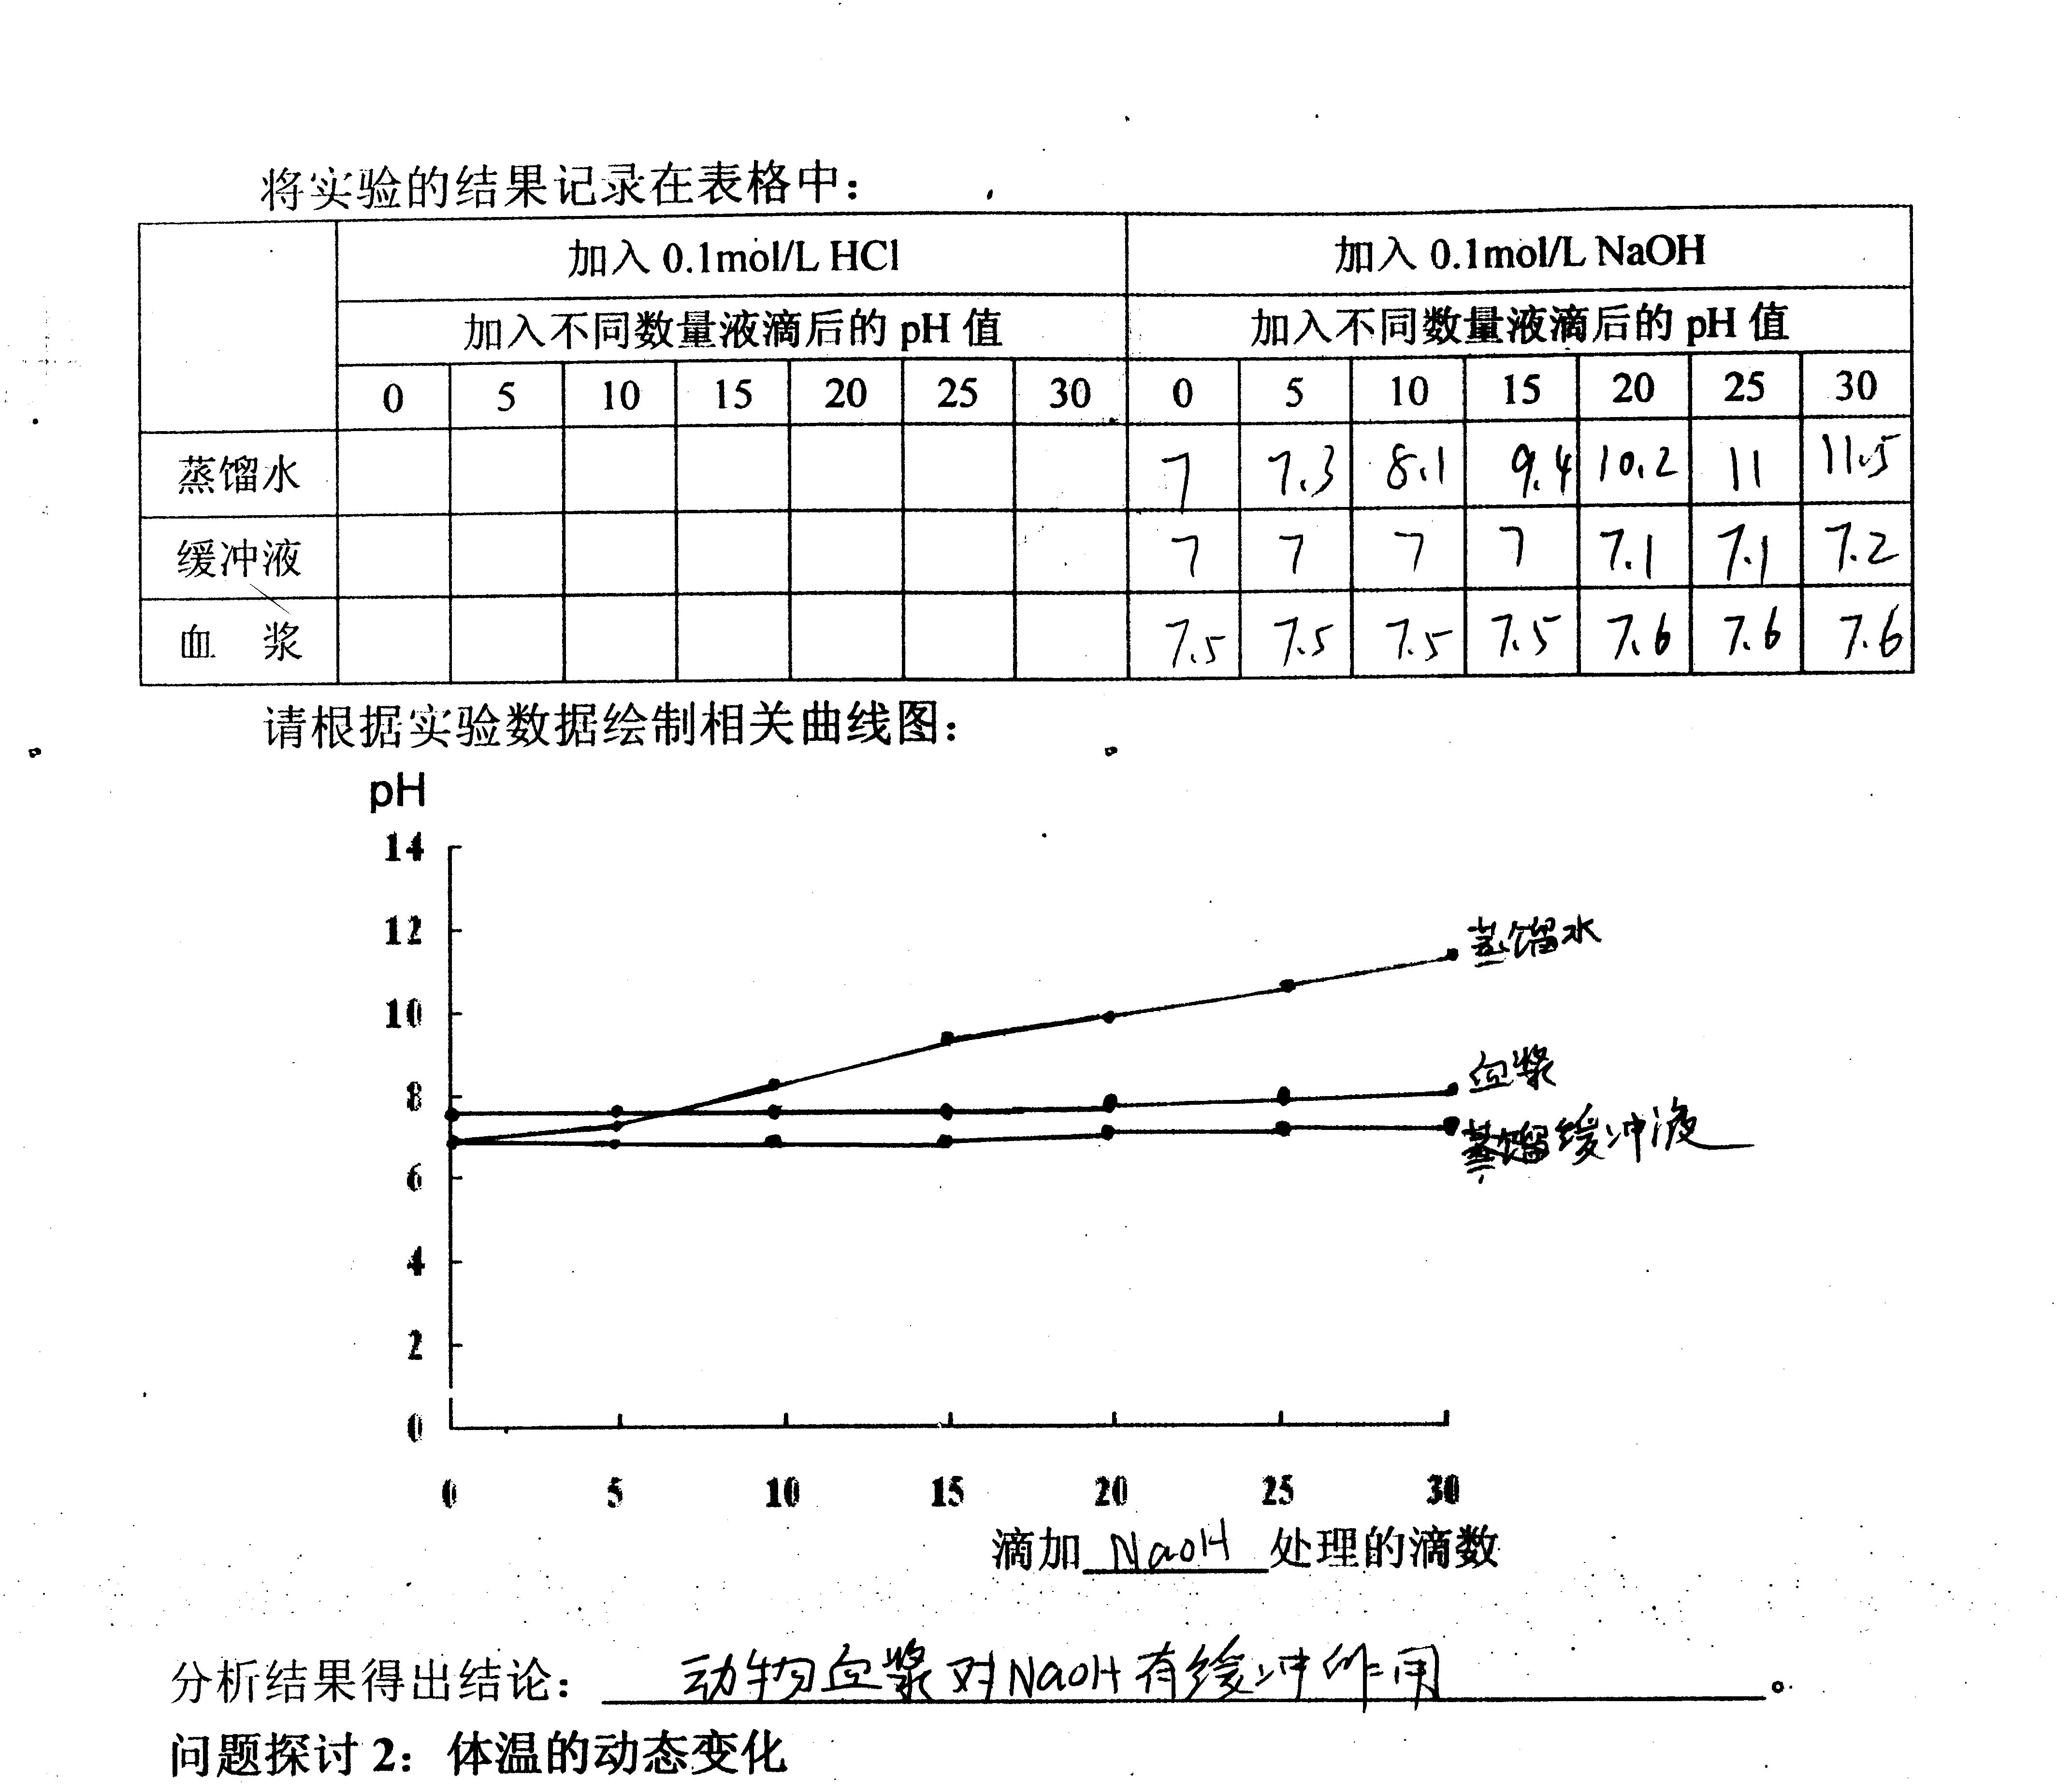 将实验的结果记录在表格中：
加入 0.1mol/L HCl 加入 0.1mol/L NaOH
加入不同数量液滴后的 pH 值 加入不同数量液滴后的 pH 值
0 5 10 15 20 25 30 0 5 10 15 20 25 30
蒸馏水 7 7.3 8.1 9.4 10.2 11 11.5
缓冲液 7 7 7 7 7.1 7.1 7.2
血 浆 7.5 7.5 7.5 7.5 7.6 7.6 7.6
请根据实验数据绘制相关曲线图：
pH
14
12
蒸馏水
10
血浆
8
缓冲液
6
4
2
0
0 5 10 15 20 25 30
滴加 NaoH 处理的滴数
分析结果得出结论： 动物血浆对NaoH有缓冲作用 。
问题探讨 2：体温的动态变化